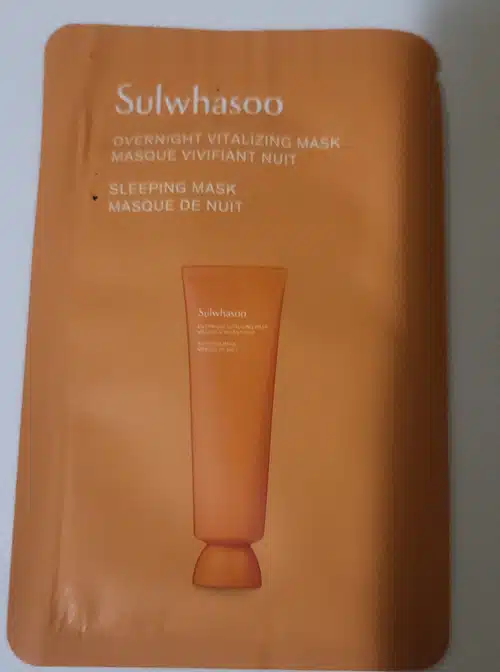 Sulwhasoo
OVERNIGHT VITALIZING MASK
MASQUE VIVIFIANT NUIT
SLEEPING MASK
MASQUE DE NUIT
Sulwhasoo